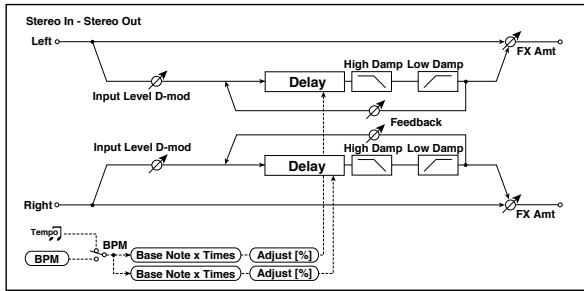 Stereo In - Stereo Out
Left
FX Amt
High Damp Low Damp
Delay
Input Level D-mod
Feedback
Input Level D-mod
High Damp Low Damp
Delay
Right
FX Amt
Tempo
BPM
BPM
Base Note x Times Adjust [%]
Base Note x Times Adjust [%]